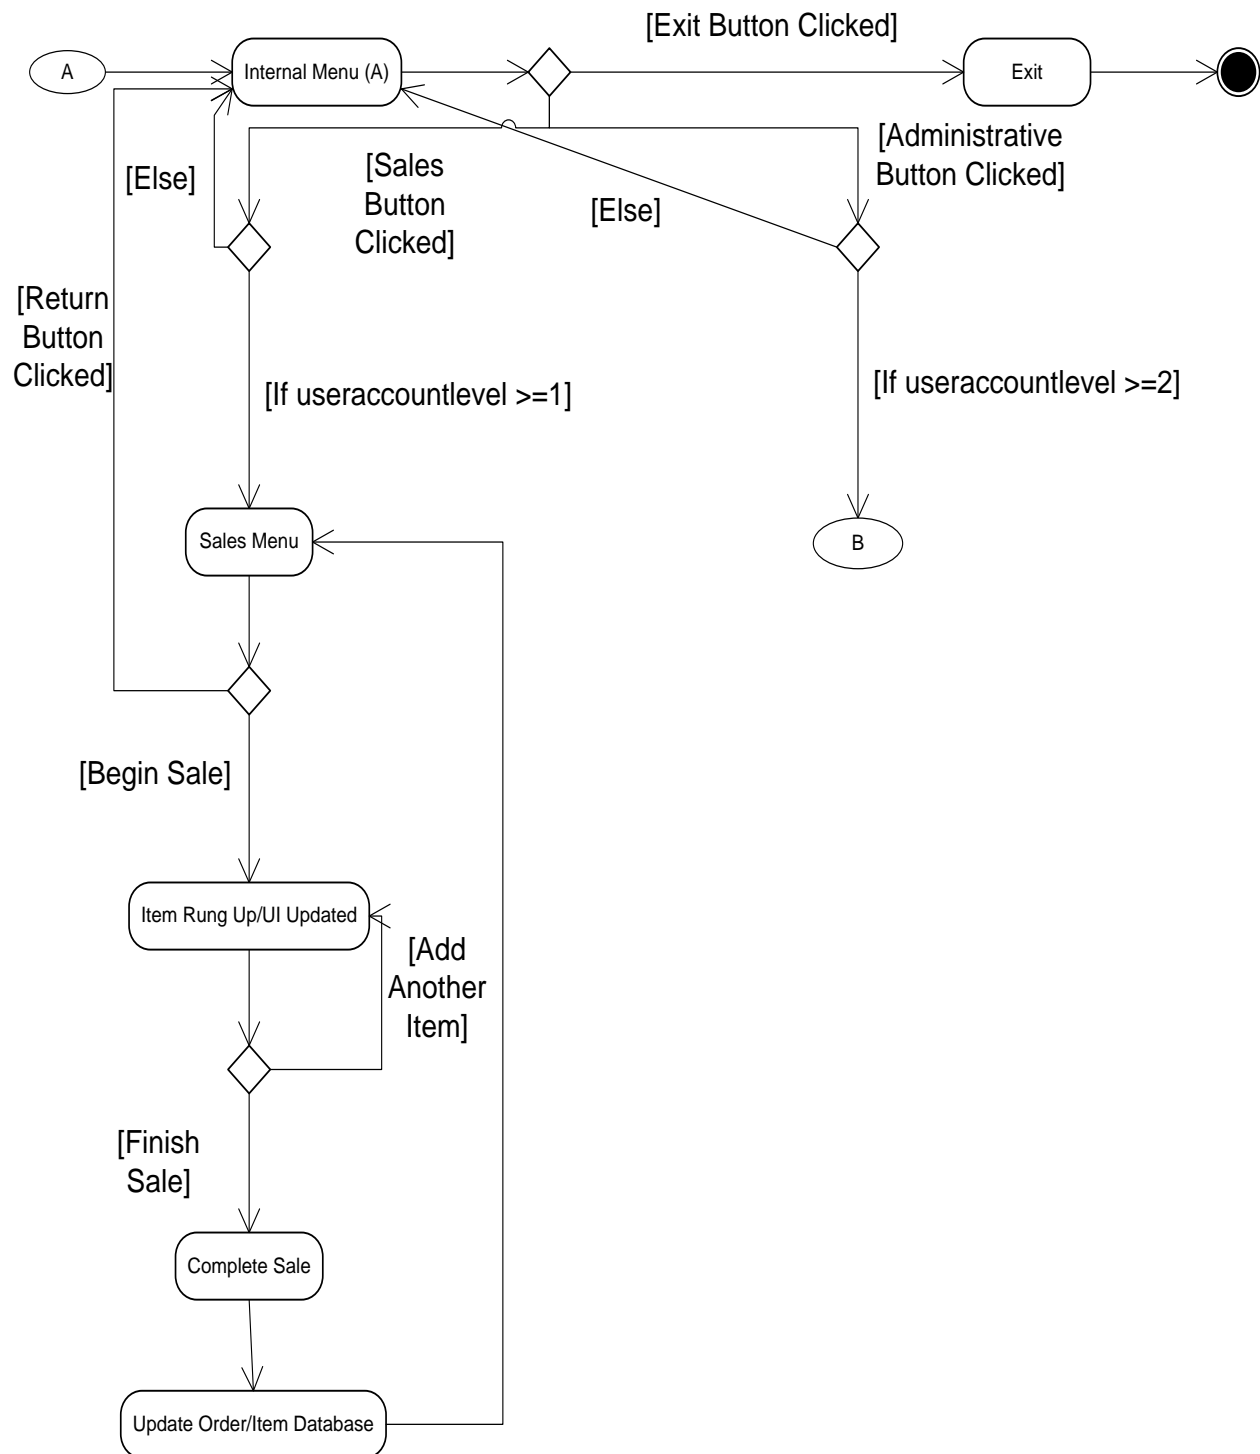 [Exit Button Clicked]
A
Internal Menu (A)
Exit
[Else]
[Sales
Button
Clicked]
[Else]
[Administrative
Button Clicked]
[Return
Button
Clicked]
[If useraccountlevel >=1]
[If useraccountlevel >=2]
Sales Menu
B
[Begin Sale]
Item Rung Up/UI Updated
[Add
Another
Item]
[Finish
Sale]
Complete Sale
Update Order/Item Database